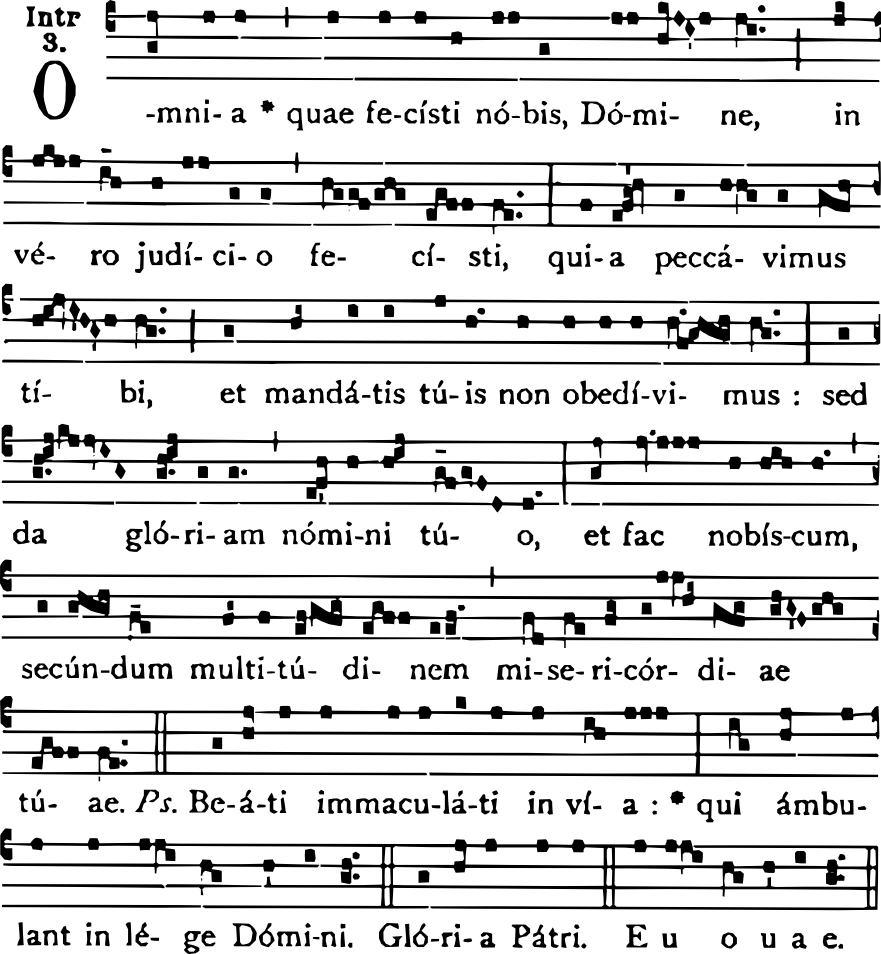 Intr
3.
O -mni- a * quae fe-císti nó-bis, Dó-mi- ne, in
vé- ro judí- ci- o fe- cí- sti, qui- a peccá- vimus
tí- bi, et mandá-tis tú-is non obedí-vi- mus : sed
da gló-ri- am nómi-ni tú- o, et fac nobís-cum,
secún-dum multi-tú- di- nem mi-se-ri-cór- di- ae
tú- ae. Ps. Be-á-ti immacu-lá-ti in ví- a : * qui ámbu-
lant in lé- ge Dómi-ni. Gló-ri- a Pátri. E u o u a e.